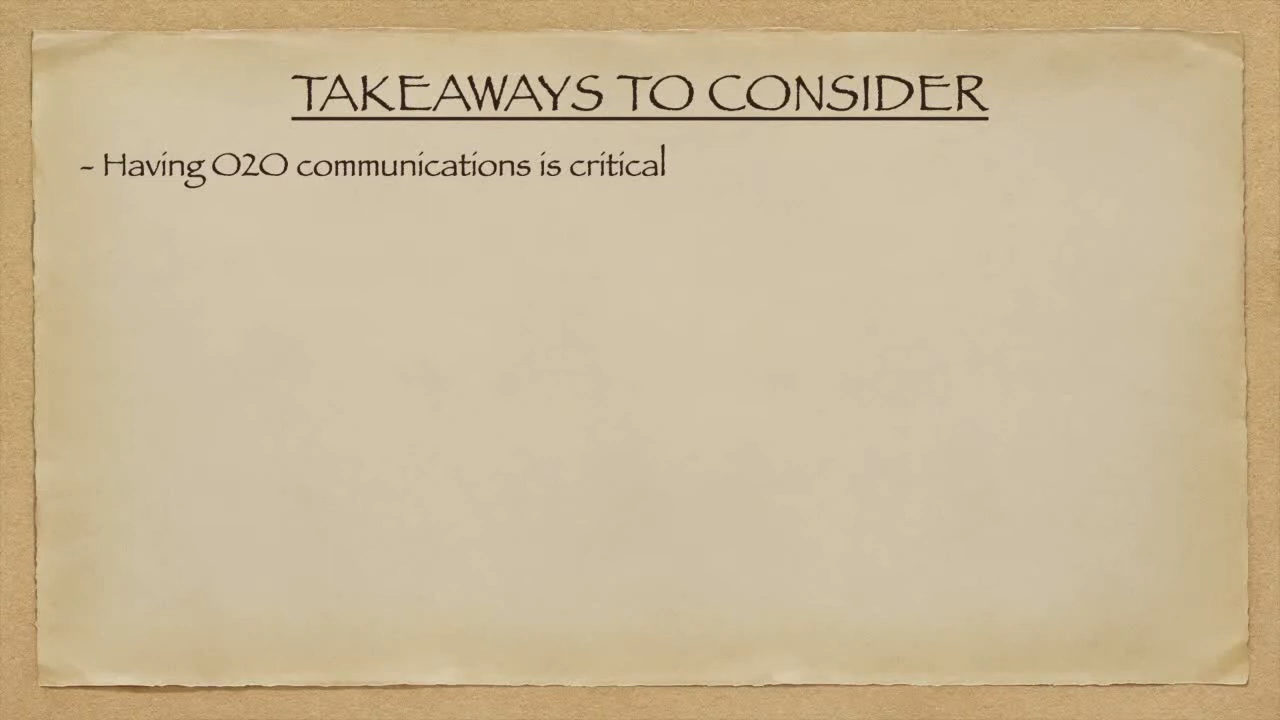 TAKEAWAYS TO CONSIDER
- Having O2O communications is critical